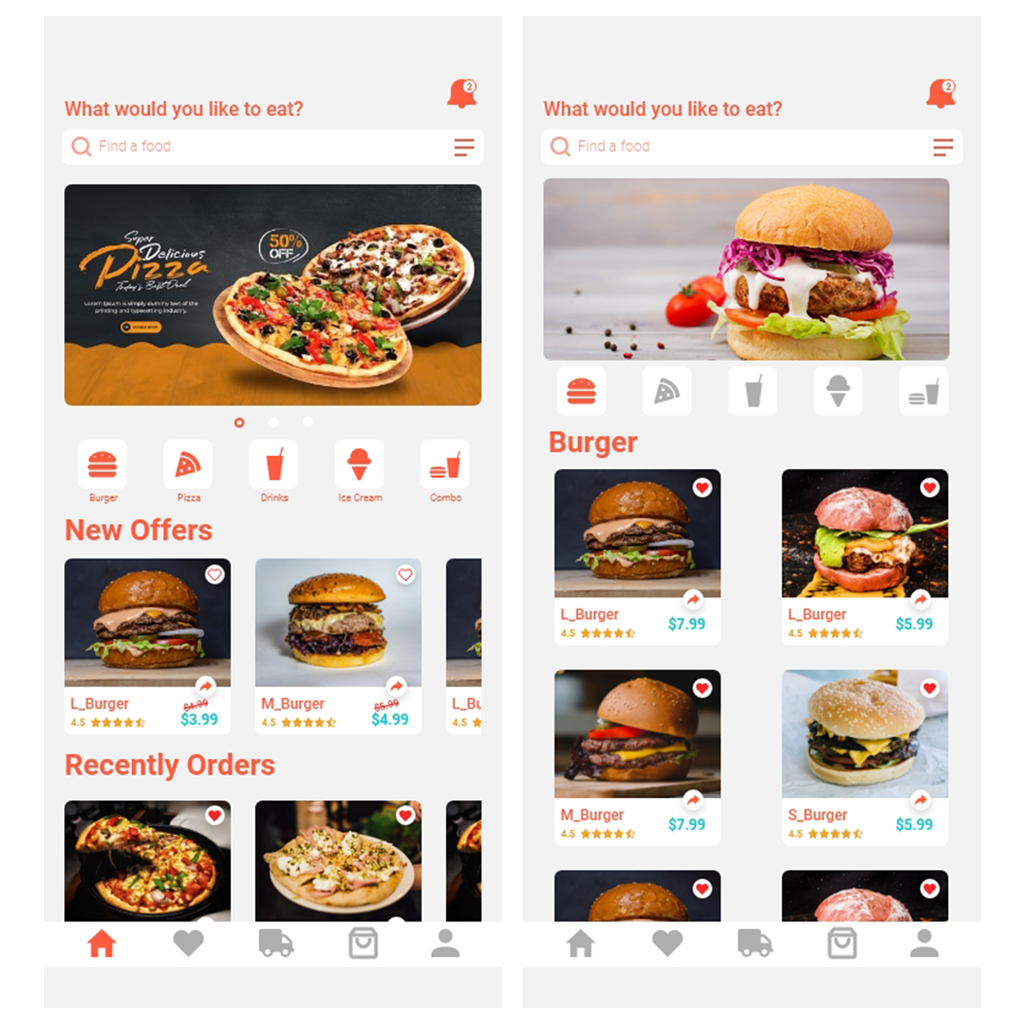 What would you like to eat?
2
Find a food
Super
Delicious
Pizza
Today's Best Deal
50%
OFF
Lorem Ipsum is simply dummy text of the
printing and typesetting industry.
Burger
Pizza
Drinks
Ice Cream
Combo
New Offers
L_Burger
4.5
$4.99
$3.99
M_Burger
4.5
$5.99
$4.99
L_Bu
4.5
Recently Orders
What would you like to eat?
2
Find a food
Burger
L_Burger
4.5
$7.99
L_Burger
4.5
$5.99
M_Burger
4.5
$7.99
S_Burger
4.5
$5.99